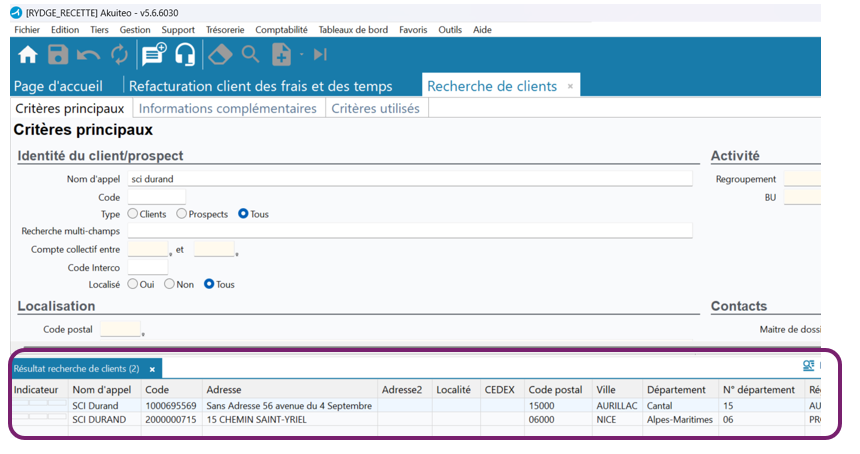 [RYDGE_RECETTE] Akuiteo - v5.6.6030
Fichier Edition Tiers Gestion Support Trésorerie Comptabilité Tableaux de bord Favoris Outils Aide
Page d'accueil Refacturation client des frais et des temps Recherche de clients ×
Critères principaux Informations complémentaires Critères utilisés
Critères principaux
Identité du client/prospect Activité
Nom d'appel sci durand Regroupement
Code BU
Type Clients Prospects Tous
Recherche multi-champs
Compte collectif entre et
Code Interco
Localisé Oui Non Tous
Localisation Contacts
Code postal Maitre de dossi
Résultat recherche de clients (2) ×
Indicateur Nom d'appel Code Adresse Adresse2 Localité CEDEX Code postal Ville Département N° département Ré
SCI Durand 1000695569 Sans Adresse 56 avenue du 4 Septembre 15000 AURILLAC Cantal 15 AU
SCI DURAND 2000000715 15 CHEMIN SAINT-YRIEL 06000 NICE Alpes-Maritimes 06 PR